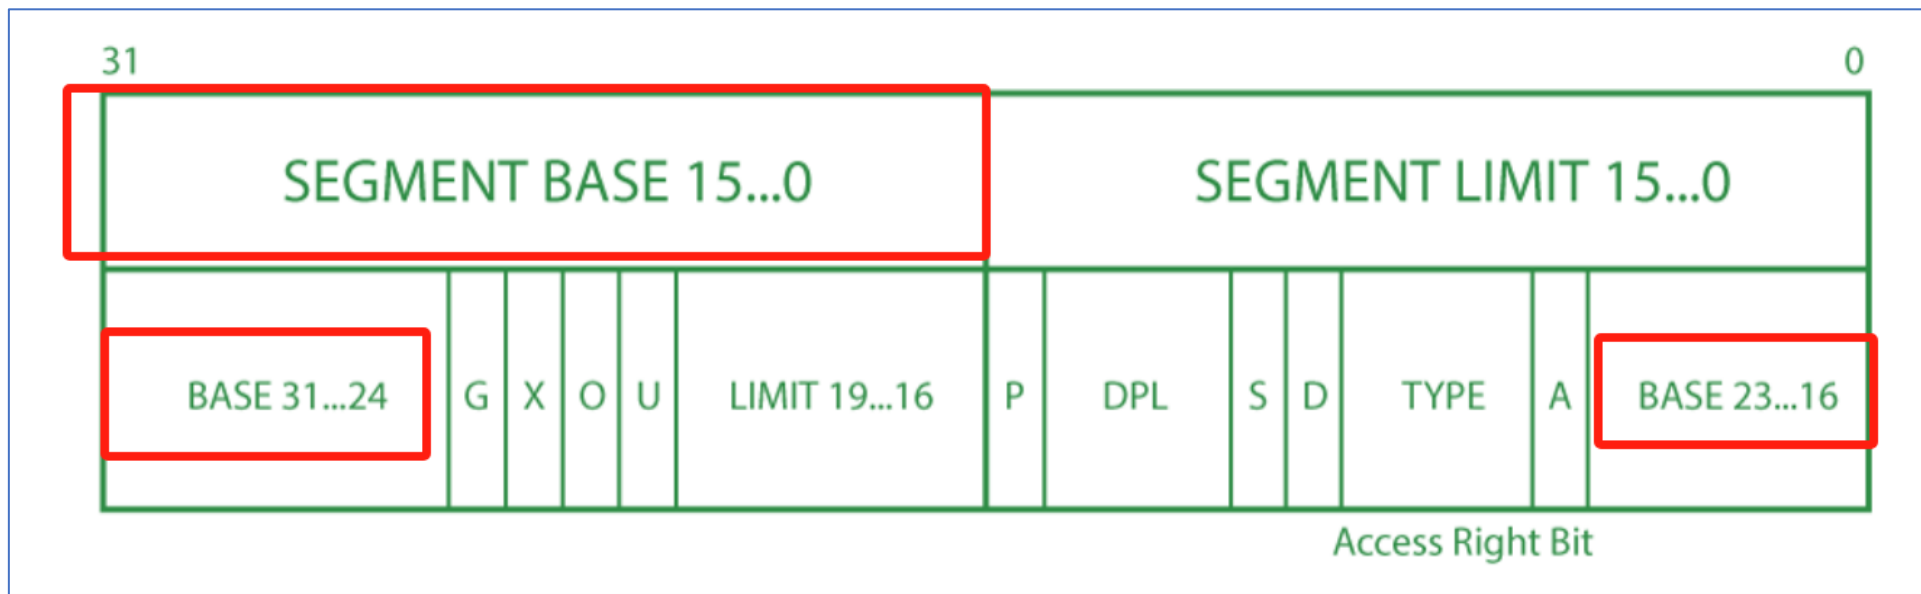 31 0
SEGMENT BASE 15...0 SEGMENT LIMIT 15...0
BASE 31...24 G X O U LIMIT 19...16 P DPL S D TYPE A BASE 23...16
Access Right Bit